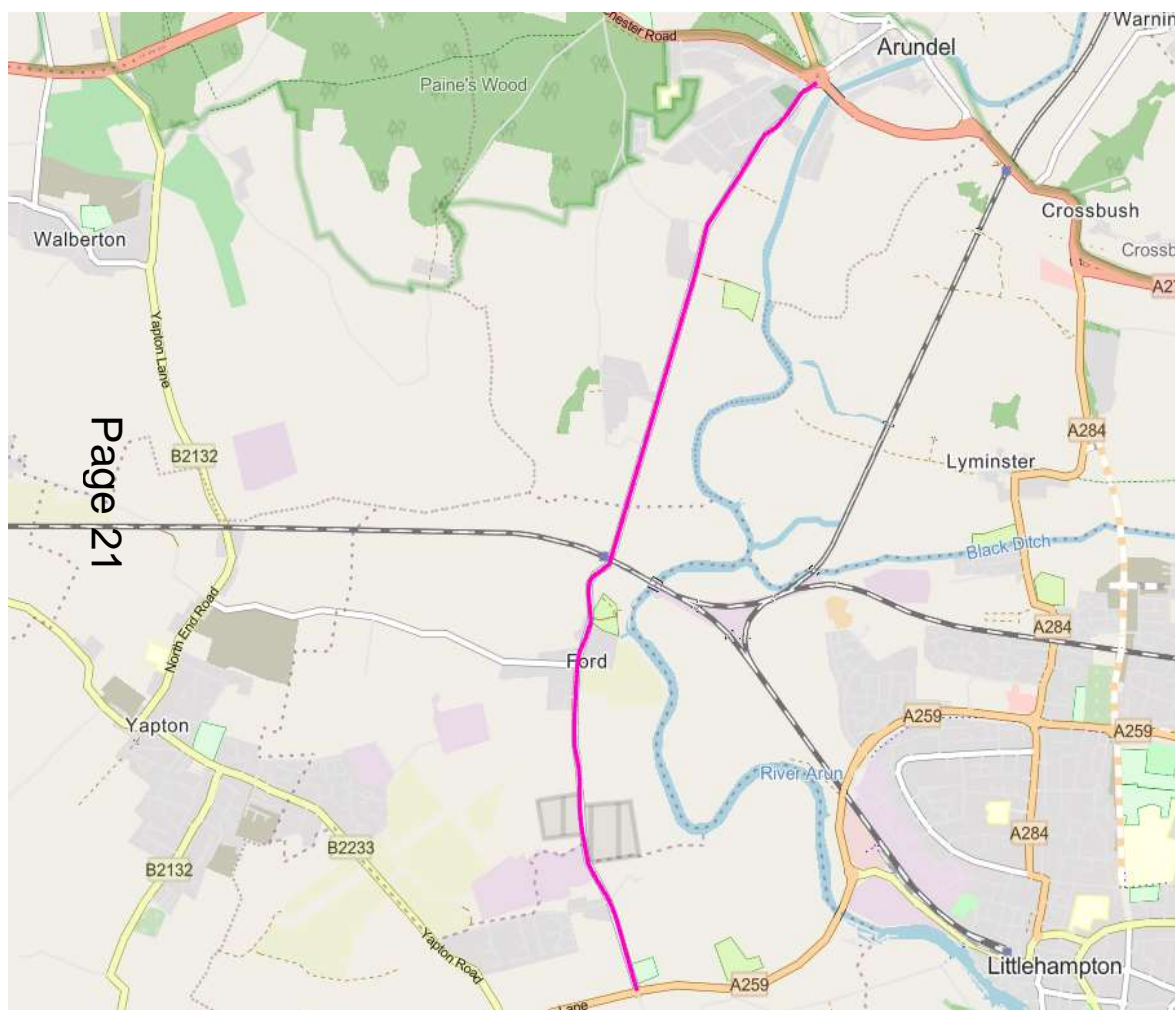 Warnin
Arundel
hester Road
Paine's Wood
Crossbush
Crossb
Walberton
A27
Yapton Lane
A284
B2132
Lyminster
Page 21
Black Ditch
North End Road
A284
Ford
A259
A259
Yapton
River Arun
A284
B2233
B2132
Yapton Road
Littlehampton
A259
Lane